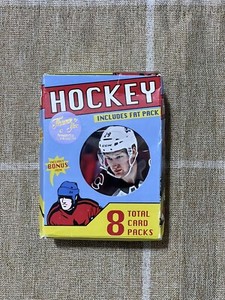 HOCKEY
INCLUDES FAT PACK
BONUS
8 TOTAL
CARD
PACKS